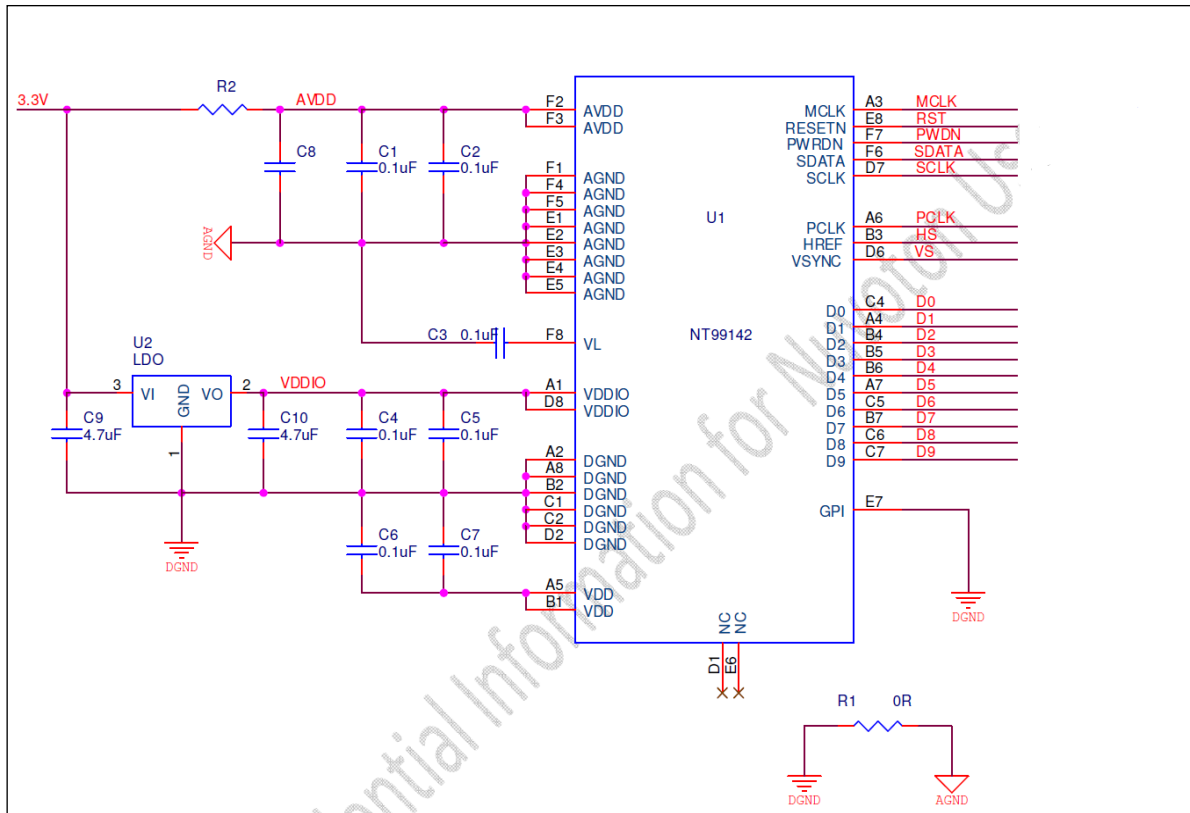 3.3V
R2
AVDD
C8
C1
0.1uF
C2
0.1uF
AGND
C3 0.1uF
U2
LDO
3 VI GND VO 2
1
VDDIO
C9
4.7uF
C10
4.7uF
C4
0.1uF
C5
0.1uF
DGND
C6
0.1uF
C7
0.1uF
F2 AVDD
F3 AVDD
F1 AGND
F4 AGND
F5 AGND
E1 AGND
E2 AGND
E3 AGND
E4 AGND
E5 AGND
F8 VL
A1 VDDIO
D8 VDDIO
A2 DGND
A8 DGND
B2 DGND
C1 DGND
C2 DGND
D2 DGND
A5 VDD
B1 VDD
U1
NT99142
NC D1
NC E6
MCLK A3 MCLK
RESETN E8 RST
PWRDN F7 PWDN
SDATA F6 SDATA
SCLK D7 SCLK
PCLK A6 PCLK
HREF B3 HS
VSYNC D6 VS
D0 C4 D0
D1 A4 D1
D2 B4 D2
D3 B5 D3
D4 B6 D4
D5 A7 D5
D6 C5 D6
D7 B7 D7
D8 C6 D8
D9 C7 D9
GPI E7
DGND
R1 0R
DGND
AGND
ential Information for Nuvoton Us